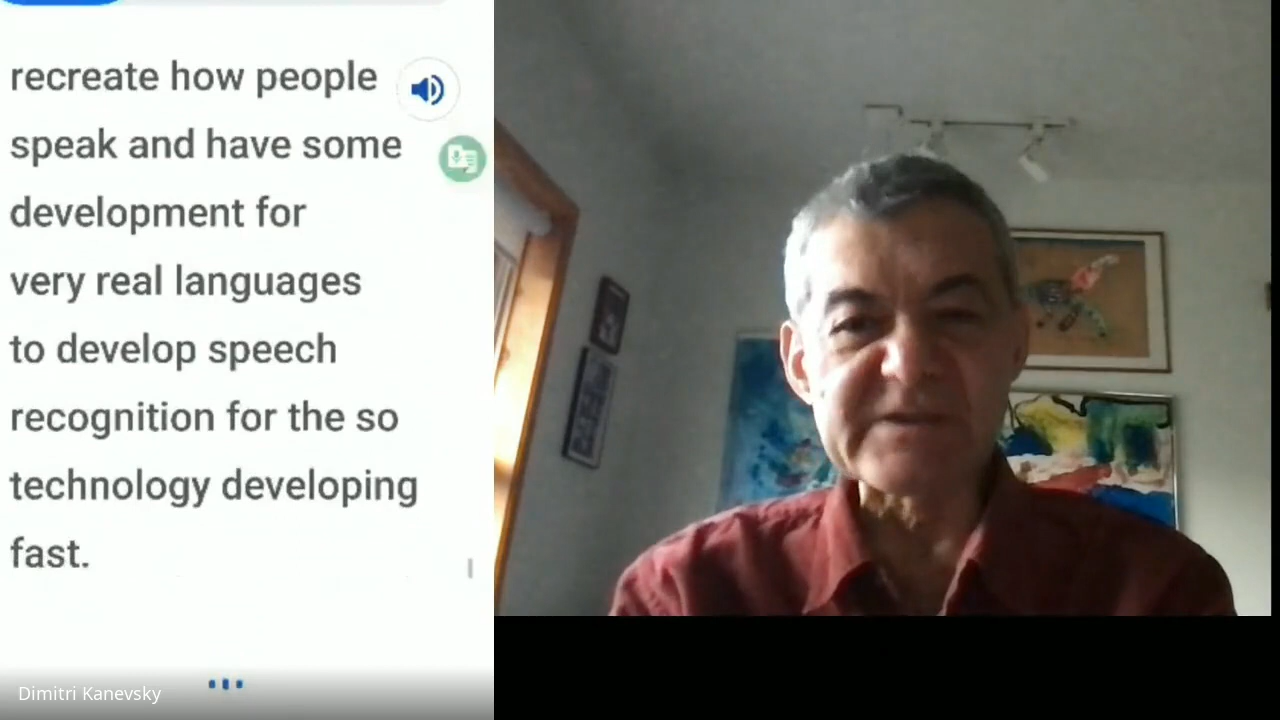 recreate how people
speak and have some
development for
very real languages
to develop speech
recognition for the so
technology developing
fast.
Dimitri Kanevsky